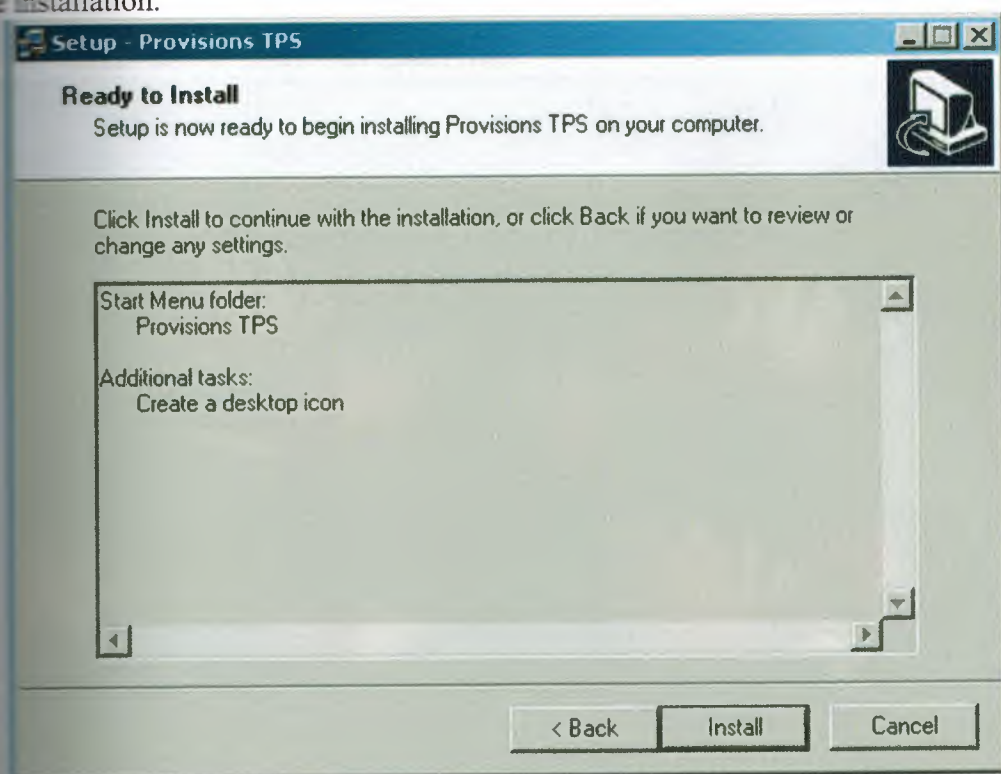 installation.
Setup - Provisions TPS
Ready to Install
Setup is now ready to begin installing Provisions TPS on your computer.
Click Install to continue with the installation, or click Back if you want to review or
change any settings.
Start Menu folder:
Provisions TPS
Additional tasks:
Create a desktop icon
< Back
Install
Cancel